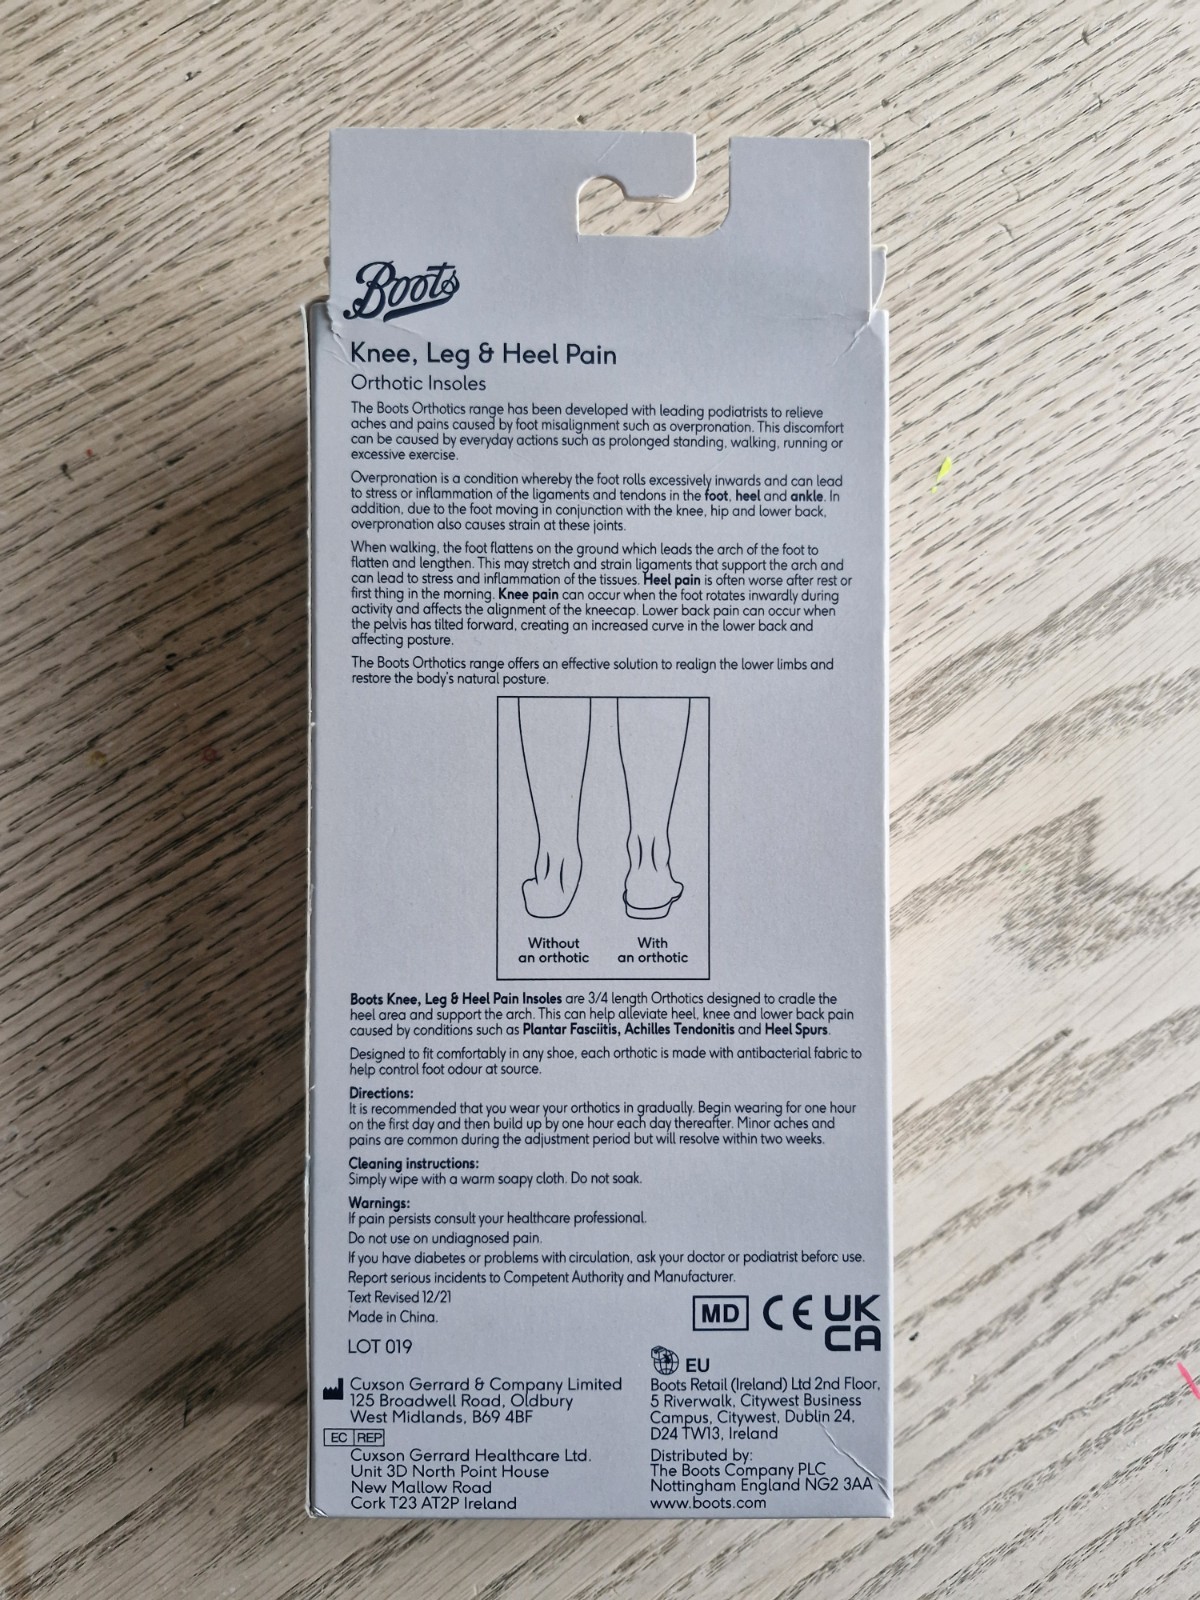 Boots
Knee, Leg & Heel Pain
Orthotic Insoles
The Boots Orthotics range has been developed with leading podiatrists to relieve
aches and pains caused by foot misalignment such as overpronation. This discomfort
can be caused by everyday actions such as prolonged standing, walking, running or
excessive exercise.
Overpronation is a condition whereby the foot rolls excessively inwards and can lead
to stress or inflammation of the ligaments and tendons in the foot, heel and ankle. In
addition, due to the foot moving in conjunction with the knee, hip and lower back,
overpronation also causes strain at these joints.
When walking, the foot flattens on the ground which leads the arch of the foot to
flatten and lengthen. This may stretch and strain ligaments that support the arch and
can lead to stress and inflammation of the tissues. Heel pain is often worse after rest or
first thing in the morning. Knee pain can occur when the foot rotates inwardly during
activity and affects the alignment of the kneecap. Lower back pain can occur when
the pelvis has tilted forward, creating an increased curve in the lower back and
affecting posture.
The Boots Orthotics range offers an effective solution to realign the lower limbs and
restore the body's natural posture.
Without
an orthotic
With
an orthotic
Boots Knee, Leg & Heel Pain Insoles are 3/4 length Orthotics designed to cradle the
heel area and support the arch. This can help alleviate heel, knee and lower back pain
caused by conditions such as Plantar Fasciitis, Achilles Tendonitis and Heel Spurs.
Designed to fit comfortably in any shoe, each orthotic is made with antibacterial fabric to
help control foot odour at source.
Directions:
It is recommended that you wear your orthotics in gradually. Begin wearing for one hour
on the first day and then build up by one hour each day thereafter. Minor aches and
pains are common during the adjustment period but will resolve within two weeks.
Cleaning instructions:
Simply wipe with a warm soapy cloth. Do not soak.
Warnings:
If pain persists consult your healthcare professional.
Do not use on undiagnosed pain.
If you have diabetes or problems with circulation, ask your doctor or podiatrist before use.
Report serious incidents to Competent Authority and Manufacturer.
Text Revised 12/21
Made in China.
MD CE UK
CA
LOT 019
Cuxson Gerrard & Company Limited
125 Broadwell Road, Oldbury
West Midlands, B69 4BF
EC REP
Cuxson Gerrard Healthcare Ltd.
Unit 3D North Point House
New Mallow Road
Cork T23 AT2P Ireland
EU
Boots Retail (Ireland) Ltd 2nd Floor,
5 Riverwalk, Citywest Business
Campus, Citywest, Dublin 24,
D24 TW13, Ireland
Distributed by:
The Boots Company PLC
Nottingham England NG2 3AA
www.boots.com